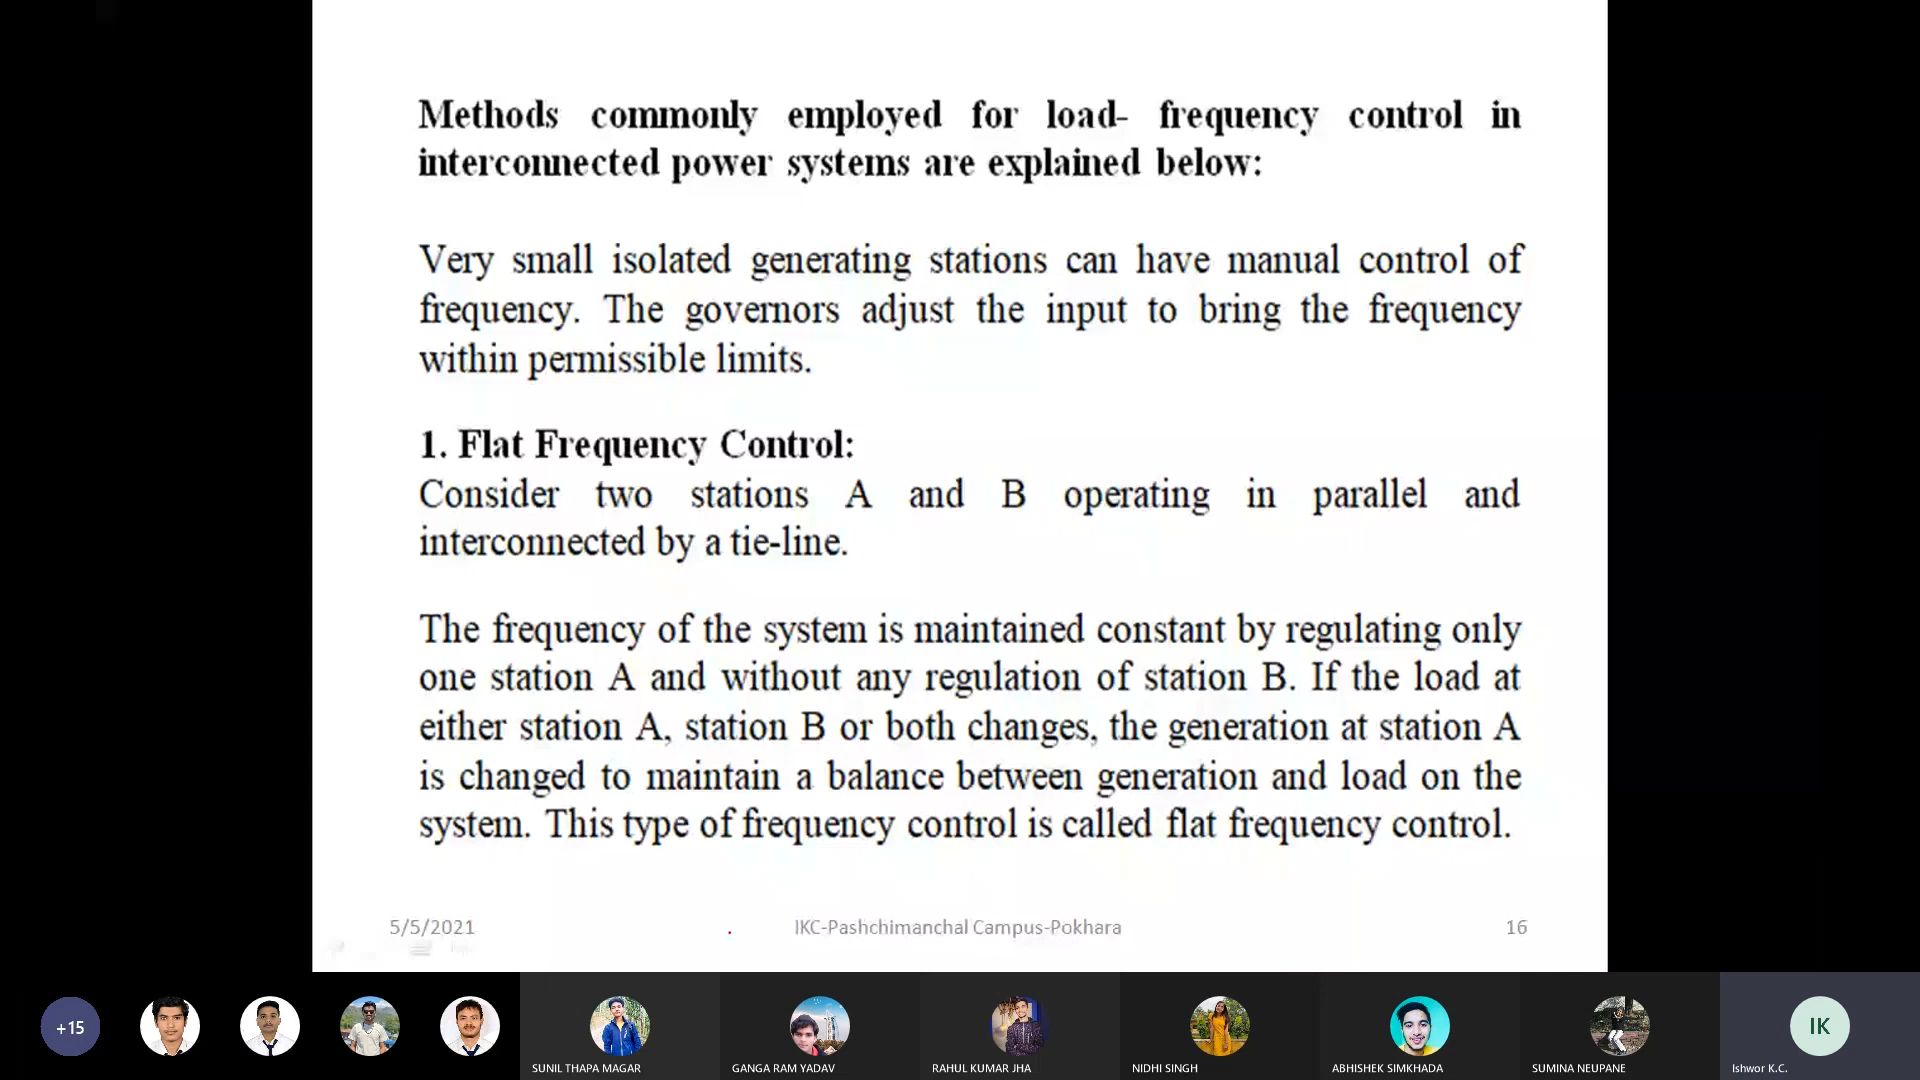 Methods commonly employed for load- frequency control in
interconnected power systems are explained below:
Very small isolated generating stations can have manual control of
frequency. The governors adjust the input to bring the frequency
within permissible limits.
1. Flat Frequency Control:
Consider two stations A and B operating in parallel and
interconnected by a tie-line.
The frequency of the system is maintained constant by regulating only
one station A and without any regulation of station B. If the load at
either station A, station B or both changes, the generation at station A
is changed to maintain a balance between generation and load on the
system. This type of frequency control is called flat frequency control.
5/5/2021
IKC-Pashchimanchal Campus-Pokhara
16
+15
SUNIL THAPA MAGAR
GANGA RAM YADAV
RAHUL KUMAR JHA
NIDHI SINGH
ABHISHEK SIMKHADA
SUMINA NEUPANE
IK
Ishwor K.C.